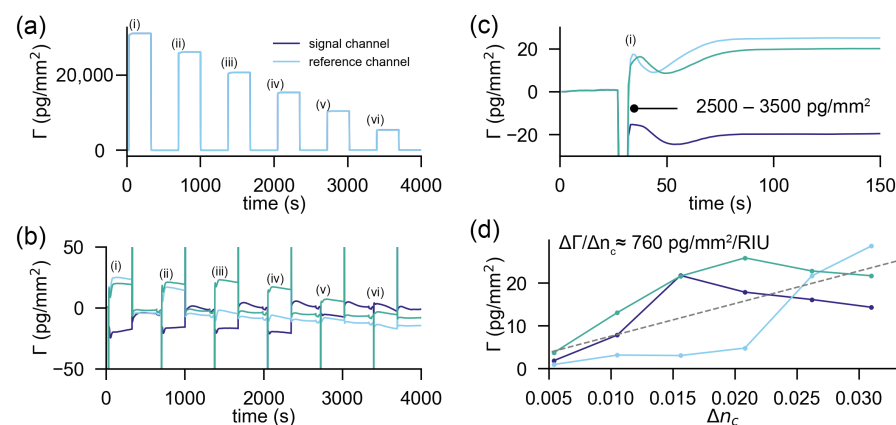 (a)
Γ (pg/mm²)
20,000
0
(i)
(ii)
(iii)
(iv)
(v)
(vi)
signal channel
reference channel
0 1000 2000 3000 4000
time (s)
(b)
Γ (pg/mm²)
50
0
−50
(i)
(ii)
(iii)
(iv)
(v)
(vi)
0 1000 2000 3000 4000
time (s)
(c)
Γ (pg/mm²)
20
0
−20
(i)
2500 – 3500 pg/mm²
0 50 100 150
time (s)
(d)
ΔΓ/Δn꜀≈ 760 pg/mm²/RIU
Γ (pg/mm²)
20
10
0
0.005 0.010 0.015 0.020 0.025 0.030
Δn꜀